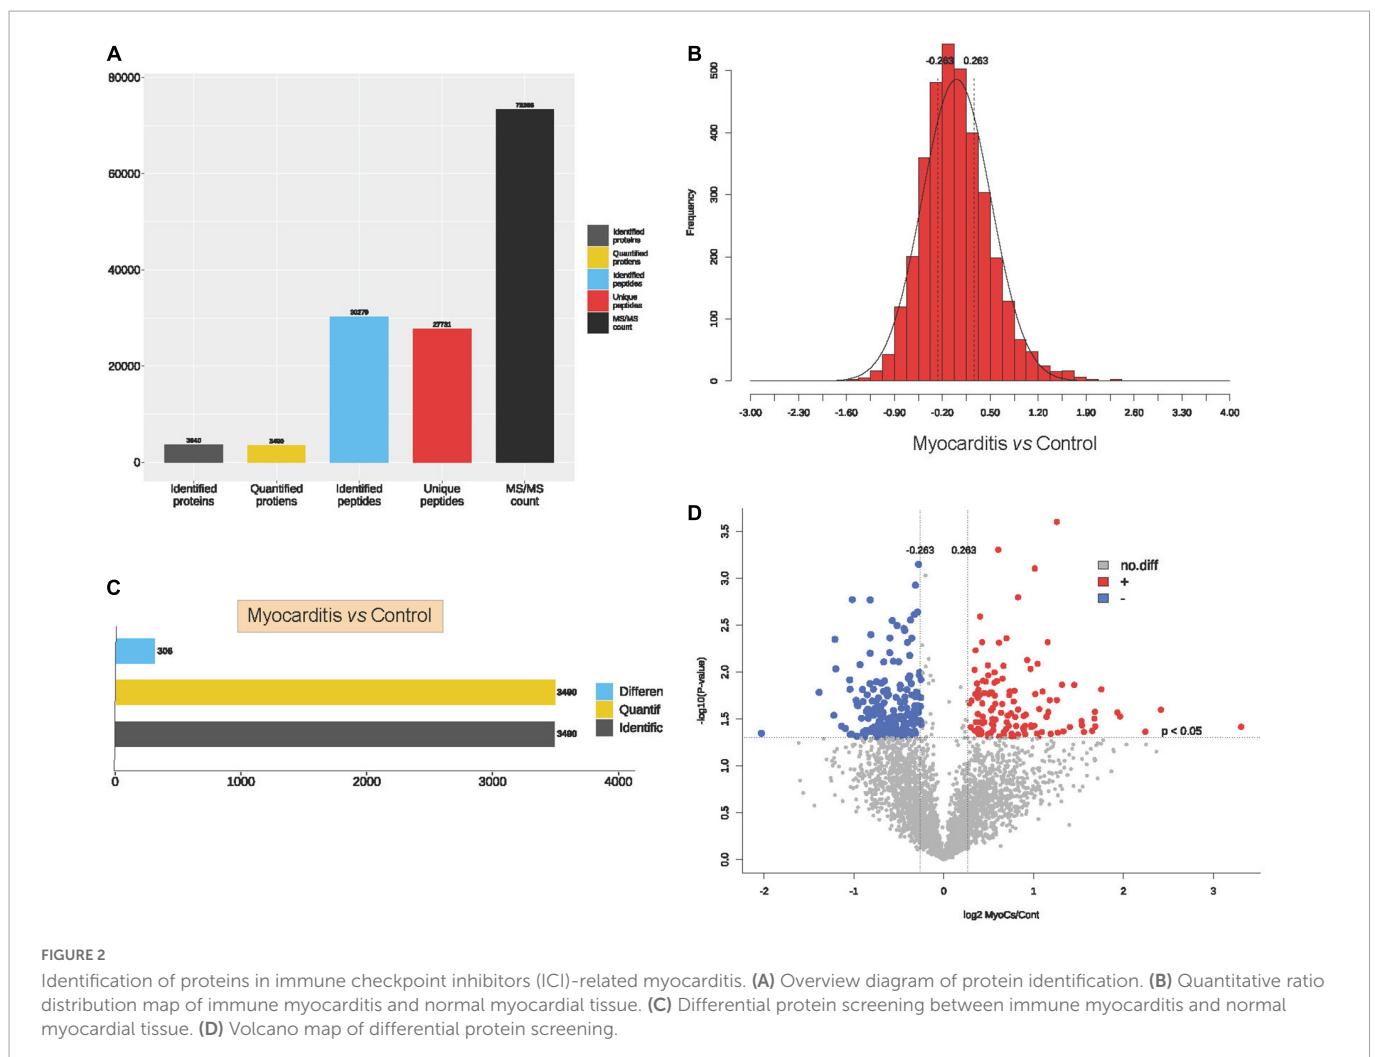 A
80000
60000
40000
20000
0
30279
27731
Identified
proteins
Quantified
protiens
Identified
peptides
Unique
peptides
MS/MS
count
Identified
proteins
Quantified
protiens
Identified
peptides
Unique
peptides
MS/MS
count
B
-0.263 0.263
500
400
300
200
100
0
Frequency
-3.00 -2.30 -1.60 -0.90 -0.20 0.50 1.20 1.90 2.60 3.30 4.00
Myocarditis vs Control
C
Myocarditis vs Control
306
3490
3490
Differen
Quantif
Identific
0 1000 2000 3000 4000
D
-0.263 0.263
3.5
3.0
2.5
2.0
1.5
1.0
0.5
0.0
-log10(P-value)
no.diff
+
-
p < 0.05
-2 -1 0 1 2 3
log2 MyoCs/Cont
FIGURE 2
Identification of proteins in immune checkpoint inhibitors (ICI)-related myocarditis. (A) Overview diagram of protein identification. (B) Quantitative ratio
distribution map of immune myocarditis and normal myocardial tissue. (C) Differential protein screening between immune myocarditis and normal
myocardial tissue. (D) Volcano map of differential protein screening.